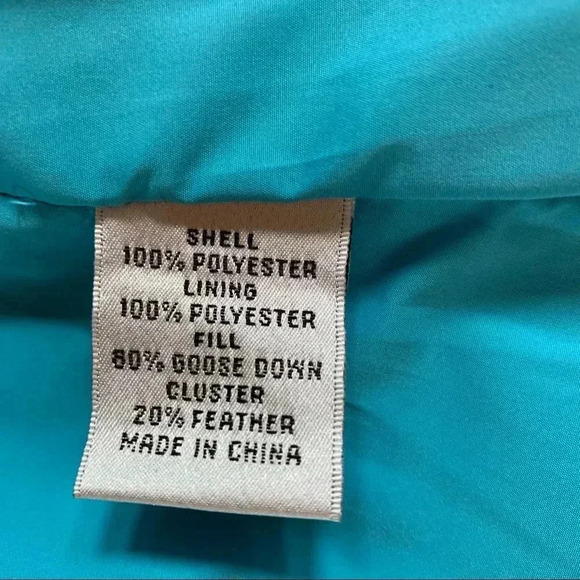 SHELL
100% POLYESTER
LINING
100% POLYESTER
FILL
80% GOOSE DOWN
CLUSTER
20% FEATHER
MADE IN CHINA